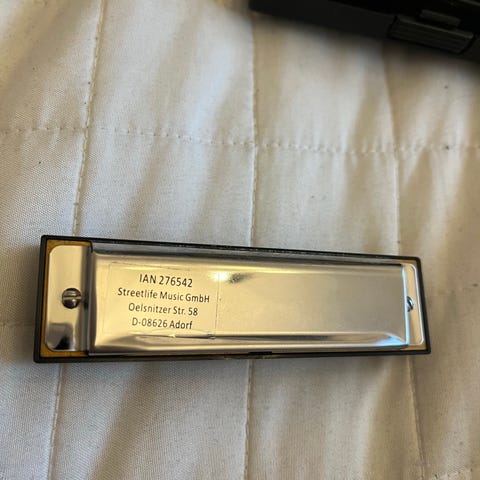 IAN 276542
Streetlife Music GmbH
Oelsnitzer Str. 58
D-08626 Adorf